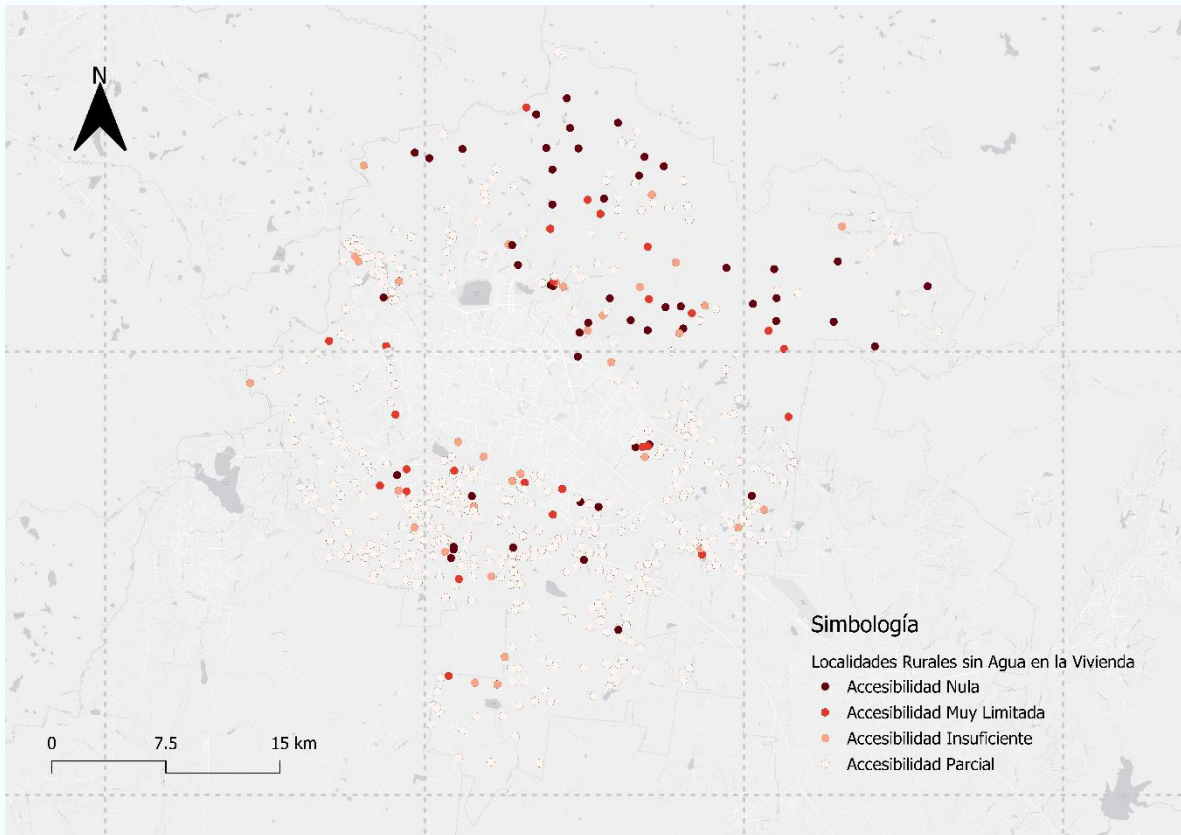 N
Simbología
Localidades Rurales sin Agua en la Vivienda
Accesibilidad Nula
Accesibilidad Muy Limitada
Accesibilidad Insuficiente
Accesibilidad Parcial
0 7.5 15 km